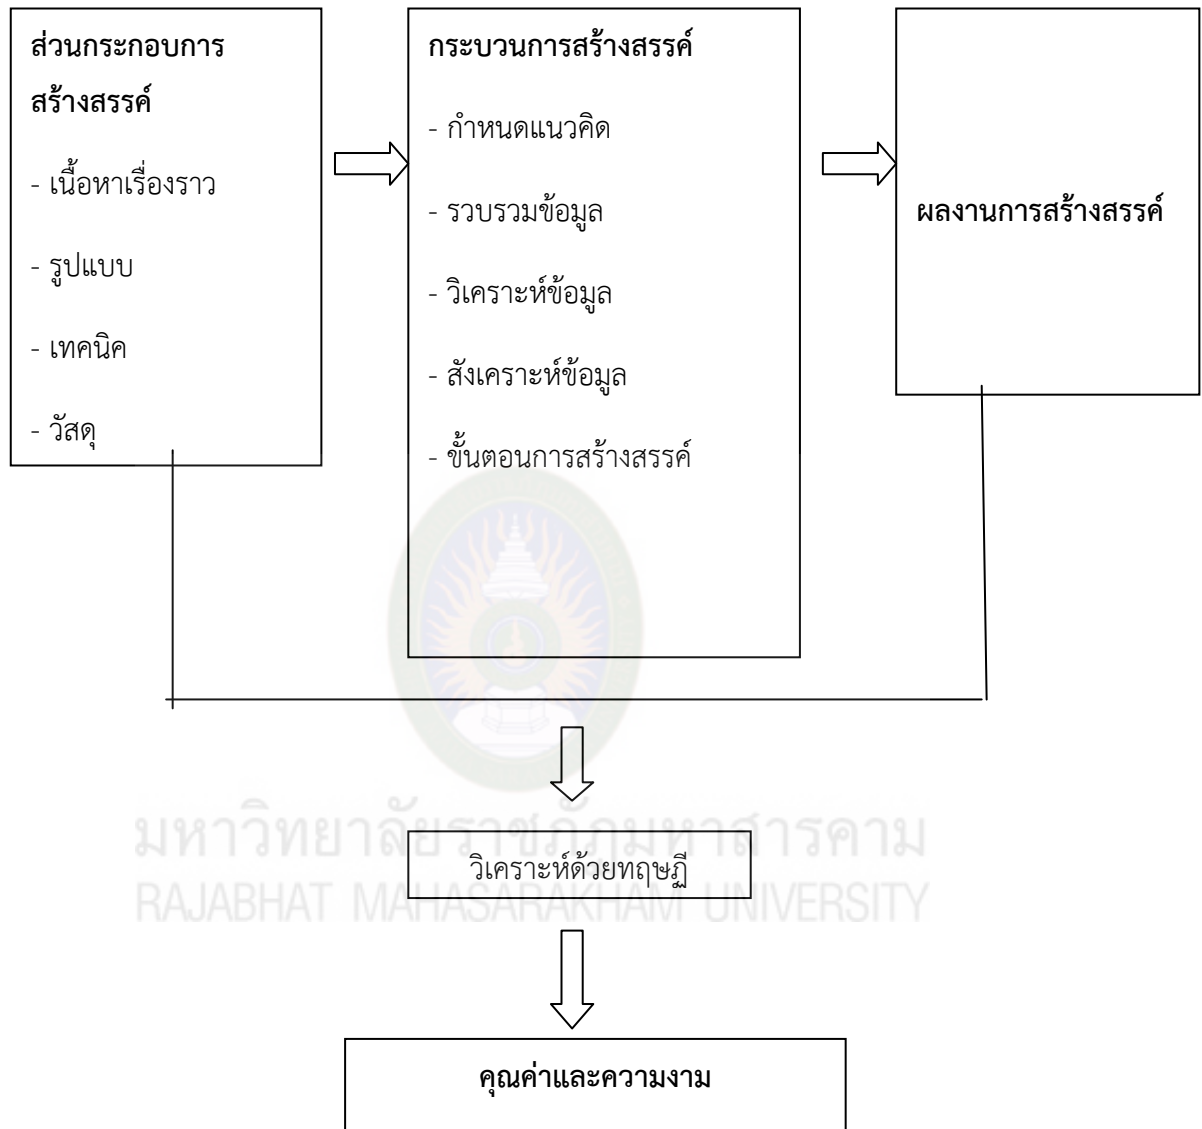 ส่วนกระกอบการ
สร้างสรรค์
- เนื้อหาเรื่องราว
- รูปแบบ
- เทคนิค
- วัสดุ
กระบวนการสร้างสรรค์
- กำหนดแนวคิด
- รวบรวมข้อมูล
- วิเคราะห์ข้อมูล
- สังเคราะห์ข้อมูล
- ขั้นตอนการสร้างสรรค์
ผลงานการสร้างสรรค์
มหาวิทยาลัยราชภัฏมหาสารคาม
RAJABHAT MAHASARAKHAM UNIVERSITY
วิเคราะห์ด้วยทฤษฏี
คุณค่าและความงาม